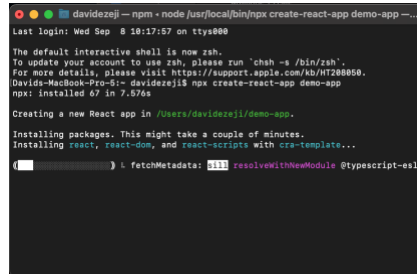 davidezeji — npm • node /usr/local/bin/npx create-react-app demo-app —...
Last login: Wed Sep  8 10:17:57 on ttys000
The default interactive shell is now zsh.
To update your account to use zsh, please run `chsh -s /bin/zsh`.
For more details, please visit https://support.apple.com/kb/HT208050.
[Davids-MacBook-Pro-5:~ davidezeji$ npx create-react-app demo-app
npx: installed 67 in 7.576s
Creating a new React app in /Users/davidezeji/demo-app.
Installing packages. This might take a couple of minutes.
Installing react, react-dom, and react-scripts with cra-template...
fetchMetadata: sill resolveWithNewModule @typescript-esl